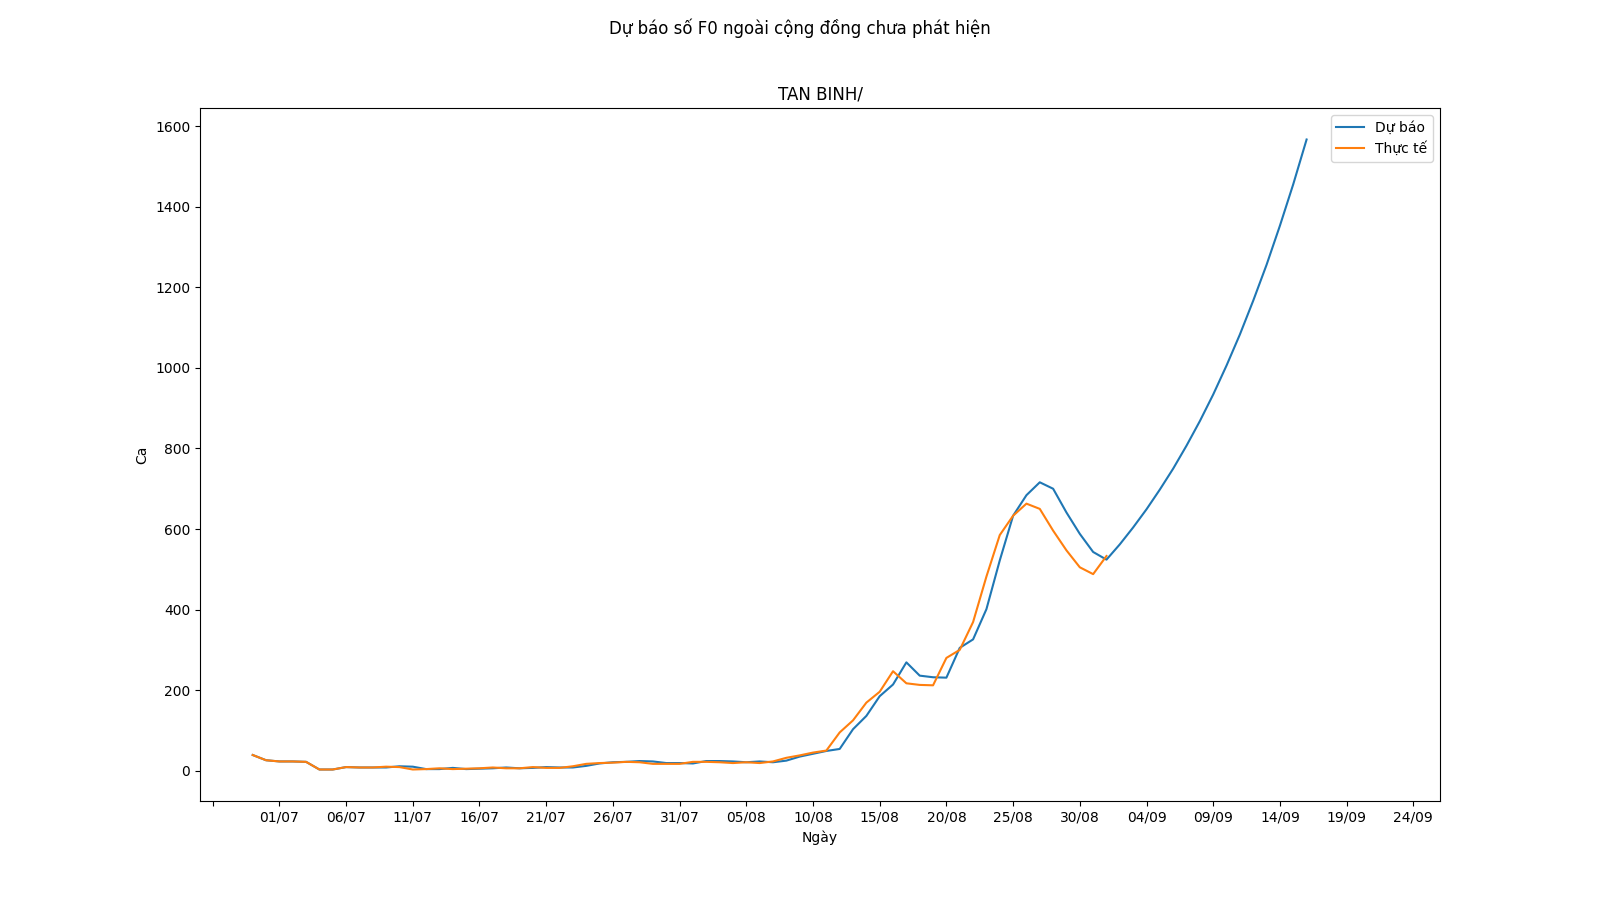 Dự báo số F0 ngoài cộng đồng chưa phát hiện
TAN BINH/
Dự báo
Thực tế
1600
1400
1200
1000
800
600
400
200
0
Ca
01/07 06/07 11/07 16/07 21/07 26/07 31/07 05/08 10/08 15/08 20/08 25/08 30/08 04/09 09/09 14/09 19/09 24/09
Ngày